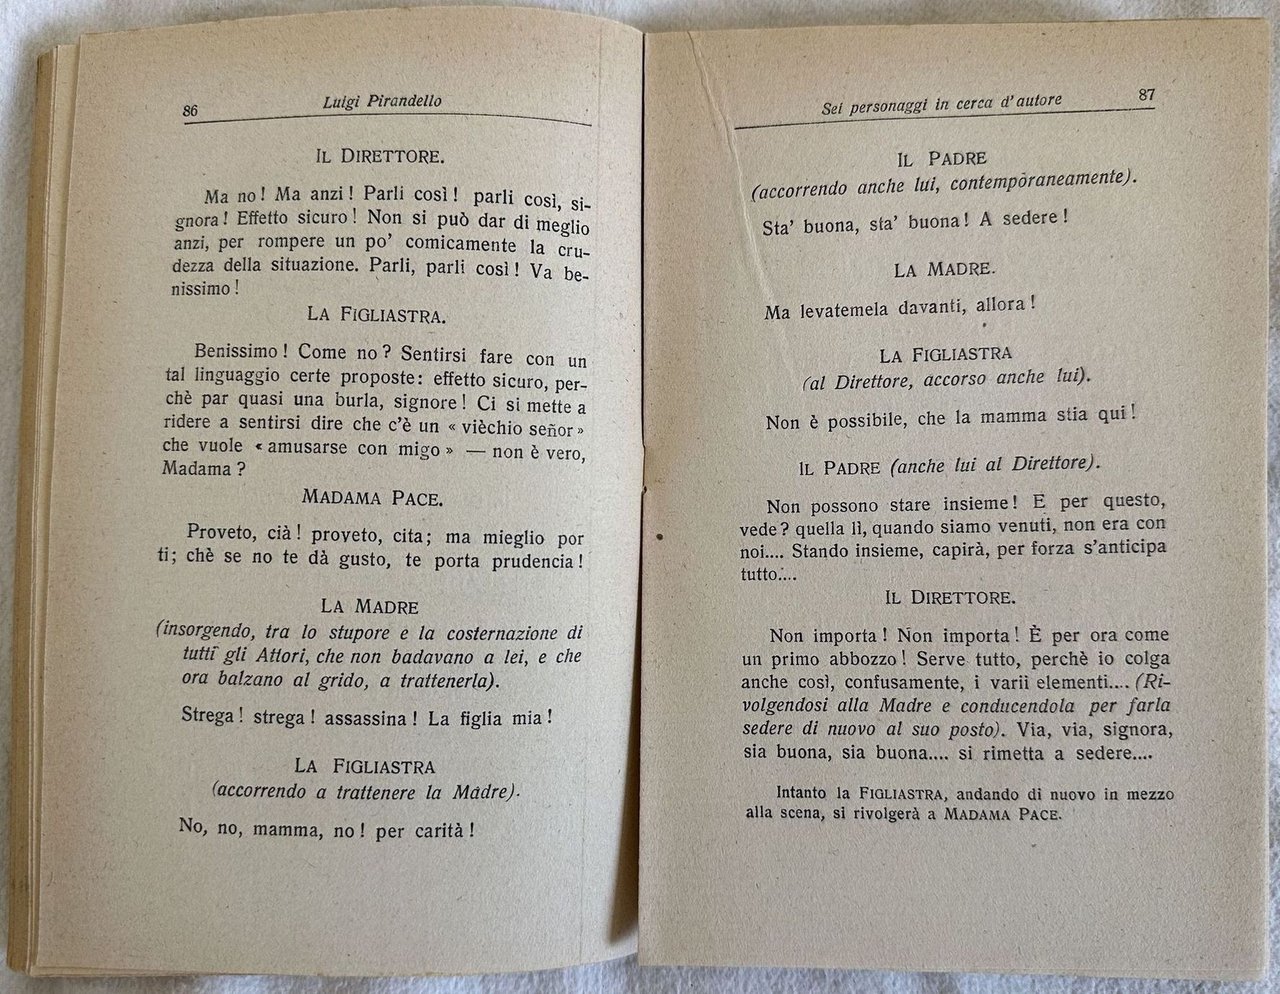 86
Luigi Pirandello
IL DIRETTORE.
Ma no! Ma anzi! Parli così! parli così, si-
gnora! Effetto sicuro! Non si può dar di meglio
anzi, per rompere un po' comicamente la cru-
dezza della situazione. Parli, parli così! Va be-
nissimo!
LA FIGLIASTRA.
Benissimo! Come no? Sentirsi fare con un
tal linguaggio certe proposte: effetto sicuro, per-
chè par quasi una burla, signore! Ci si mette a
ridere a sentirsi dire che c'è un « vièchio señor»
che vuole « amusarse con migo » — non è vero,
Madama?
MADAMA PACE.
Proveto, cià! proveto, cita; ma mieglio por
ti; chè se no te dà gusto, te porta prudencia!
LA MADRE
(insorgendo, tra lo stupore e la costernazione di
tutti gli Attori, che non badavano a lei, e che
ora balzano al grido, a trattenerla).
Strega! strega! assassina! La figlia mia!
LA FIGLIASTRA
(accorrendo a trattenere la Madre).
No, no, mamma, no! per carità!
Sei personaggi in cerca d'autore
87
IL PADRE
(accorrendo anche lui, contemporaneamente).
Sta' buona, sta' buona! A sedere!
LA MADRE.
Ma levatemela davanti, allora!
LA FIGLIASTRA
(al Direttore, accorso anche lui).
Non è possibile, che la mamma stia qui!
IL PADRE (anche lui al Direttore).
Non possono stare insieme! E per questo,
vede? quella lì, quando siamo venuti, non era con
noi.... Stando insieme, capirà, per forza s'anticipa
tutto....
IL DIRETTORE.
Non importa! Non importa! È per ora come
un primo abbozzo! Serve tutto, perchè io colga
anche così, confusamente, i varii elementi.... (Ri-
volgendosi alla Madre e conducendola per farla
sedere di nuovo al suo posto). Via, via, signora,
sia buona, sia buona.... si rimetta a sedere....
Intanto la FIGLIASTRA, andando di nuovo in mezzo
alla scena, si rivolgerà a MADAMA PACE.